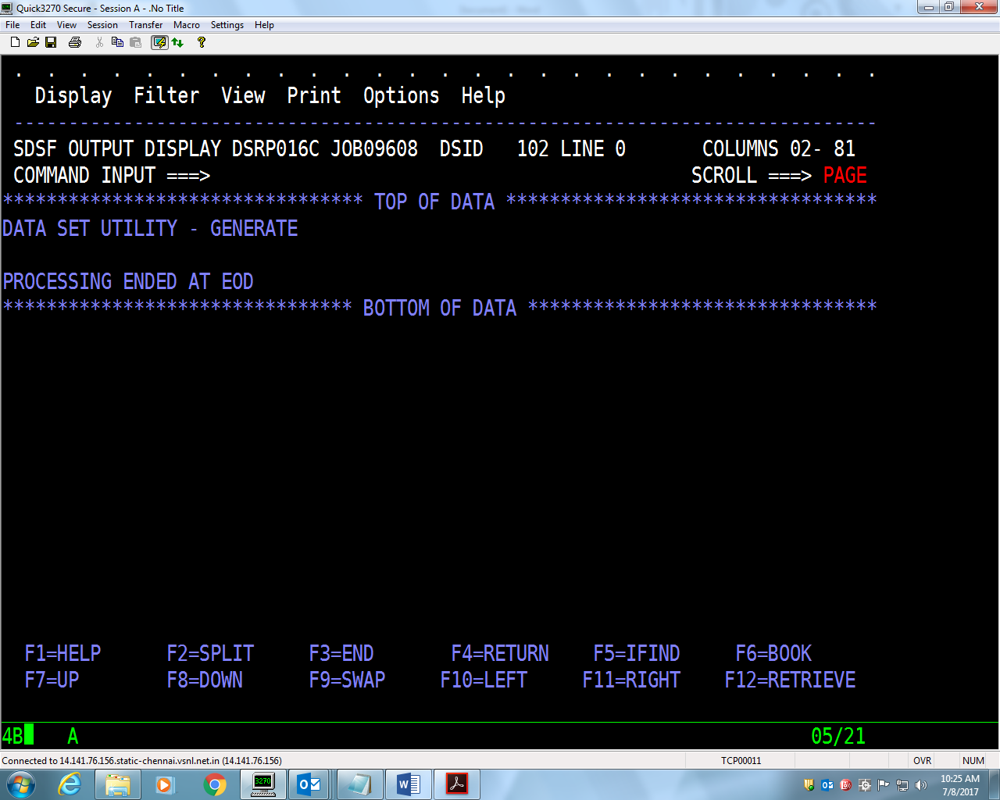 Quick3270 Secure - Session A - .No Title
File Edit View Session Transfer Macro Settings Help
. . . . . . . . . . . . . . . . . . . . . . . . . . .
Display Filter View Print Options Help
--------------------------------------------------------------------------------
SDSF OUTPUT DISPLAY DSRP016C JOB09608 DSID 102 LINE 0 COLUMNS 02- 81
COMMAND INPUT ===> SCROLL ===> PAGE
********************************* TOP OF DATA **********************************
DATA SET UTILITY - GENERATE
PROCESSING ENDED AT EOD
******************************** BOTTOM OF DATA ********************************
F1=HELP F2=SPLIT F3=END F4=RETURN F5=IFIND F6=BOOK
F7=UP F8=DOWN F9=SWAP F10=LEFT F11=RIGHT F12=RETRIEVE
4B A 05/21
Connected to 14.141.76.156.static-chennai.vsnl.net.in (14.141.76.156) TCP00011 OVR NUM
3270
10:25 AM
7/8/2017